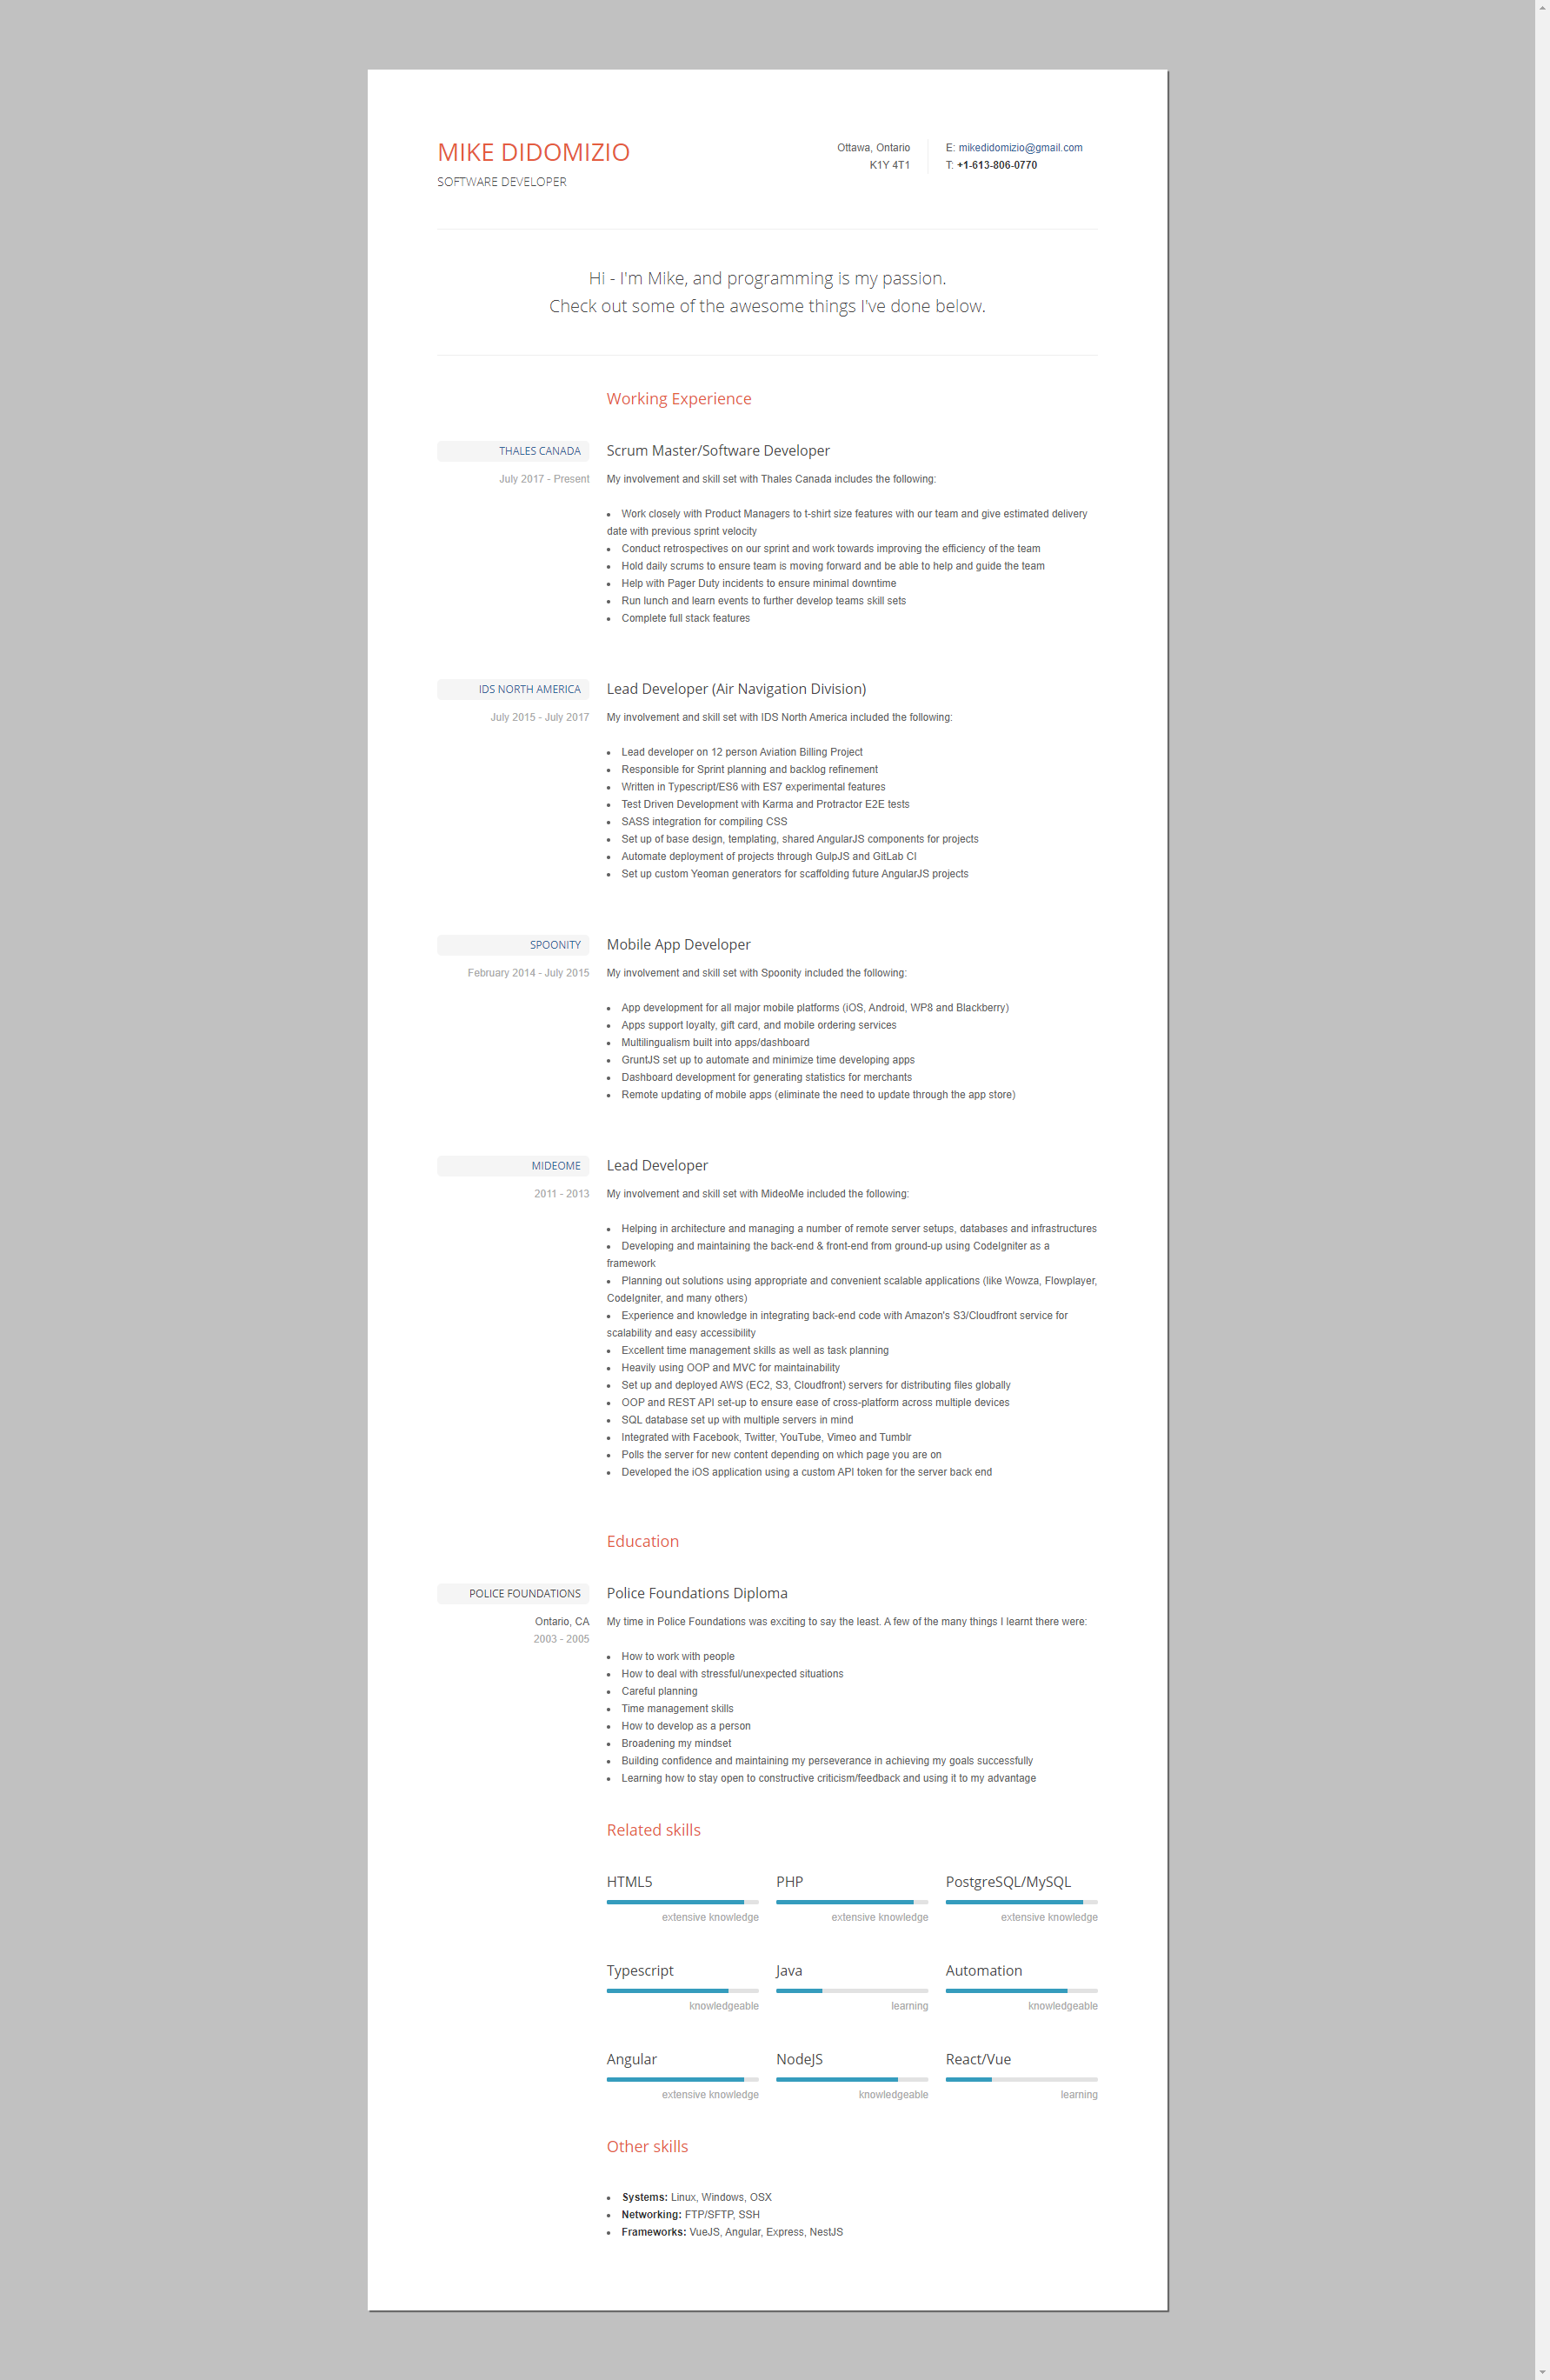 MIKE DIDOMIZIO
SOFTWARE DEVELOPER
Ottawa, Ontario
K1Y 4T1
E: mikedidomizio@gmail.com
T: +1-613-806-0770
Hi - I'm Mike, and programming is my passion.
Check out some of the awesome things I've done below.
Working Experience
THALES CANADA
July 2017 - Present
Scrum Master/Software Developer
My involvement and skill set with Thales Canada includes the following:
• Work closely with Product Managers to t-shirt size features with our team and give estimated delivery
date with previous sprint velocity
• Conduct retrospectives on our sprint and work towards improving the efficiency of the team
• Hold daily scrums to ensure team is moving forward and be able to help and guide the team
• Help with Pager Duty incidents to ensure minimal downtime
• Run lunch and learn events to further develop teams skill sets
• Complete full stack features
IDS NORTH AMERICA
July 2015 - July 2017
Lead Developer (Air Navigation Division)
My involvement and skill set with IDS North America included the following:
• Lead developer on 12 person Aviation Billing Project
• Responsible for Sprint planning and backlog refinement
• Written in Typescript/ES6 with ES7 experimental features
• Test Driven Development with Karma and Protractor E2E tests
• SASS integration for compiling CSS
• Set up of base design, templating, shared AngularJS components for projects
• Automate deployment of projects through GulpJS and GitLab CI
• Set up custom Yeoman generators for scaffolding future AngularJS projects
SPOONITY
February 2014 - July 2015
Mobile App Developer
My involvement and skill set with Spoonity included the following:
• App development for all major mobile platforms (iOS, Android, WP8 and Blackberry)
• Apps support loyalty, gift card, and mobile ordering services
• Multilingualism built into apps/dashboard
• GruntJS set up to automate and minimize time developing apps
• Dashboard development for generating statistics for merchants
• Remote updating of mobile apps (eliminate the need to update through the app store)
MIDEOME
2011 - 2013
Lead Developer
My involvement and skill set with MideoMe included the following:
• Helping in architecture and managing a number of remote server setups, databases and infrastructures
• Developing and maintaining the back-end & front-end from ground-up using CodeIgniter as a
framework
• Planning out solutions using appropriate and convenient scalable applications (like Wowza, Flowplayer,
CodeIgniter, and many others)
• Experience and knowledge in integrating back-end code with Amazon's S3/Cloudfront service for
scalability and easy accessibility
• Excellent time management skills as well as task planning
• Heavily using OOP and MVC for maintainability
• Set up and deployed AWS (EC2, S3, Cloudfront) servers for distributing files globally
• OOP and REST API set-up to ensure ease of cross-platform across multiple devices
• SQL database set up with multiple servers in mind
• Integrated with Facebook, Twitter, YouTube, Vimeo and Tumblr
• Polls the server for new content depending on which page you are on
• Developed the iOS application using a custom API token for the server back end
Education
POLICE FOUNDATIONS
Ontario, CA
2003 - 2005
Police Foundations Diploma
My time in Police Foundations was exciting to say the least. A few of the many things I learnt there were:
• How to work with people
• How to deal with stressful/unexpected situations
• Careful planning
• Time management skills
• How to develop as a person
• Broadening my mindset
• Building confidence and maintaining my perseverance in achieving my goals successfully
• Learning how to stay open to constructive criticism/feedback and using it to my advantage
Related skills
HTML5
extensive knowledge
PHP
extensive knowledge
PostgreSQL/MySQL
extensive knowledge
Typescript
knowledgeable
Java
learning
Automation
knowledgeable
Angular
extensive knowledge
NodeJS
knowledgeable
React/Vue
learning
Other skills
• Systems: Linux, Windows, OSX
• Networking: FTP/SFTP, SSH
• Frameworks: VueJS, Angular, Express, NestJS